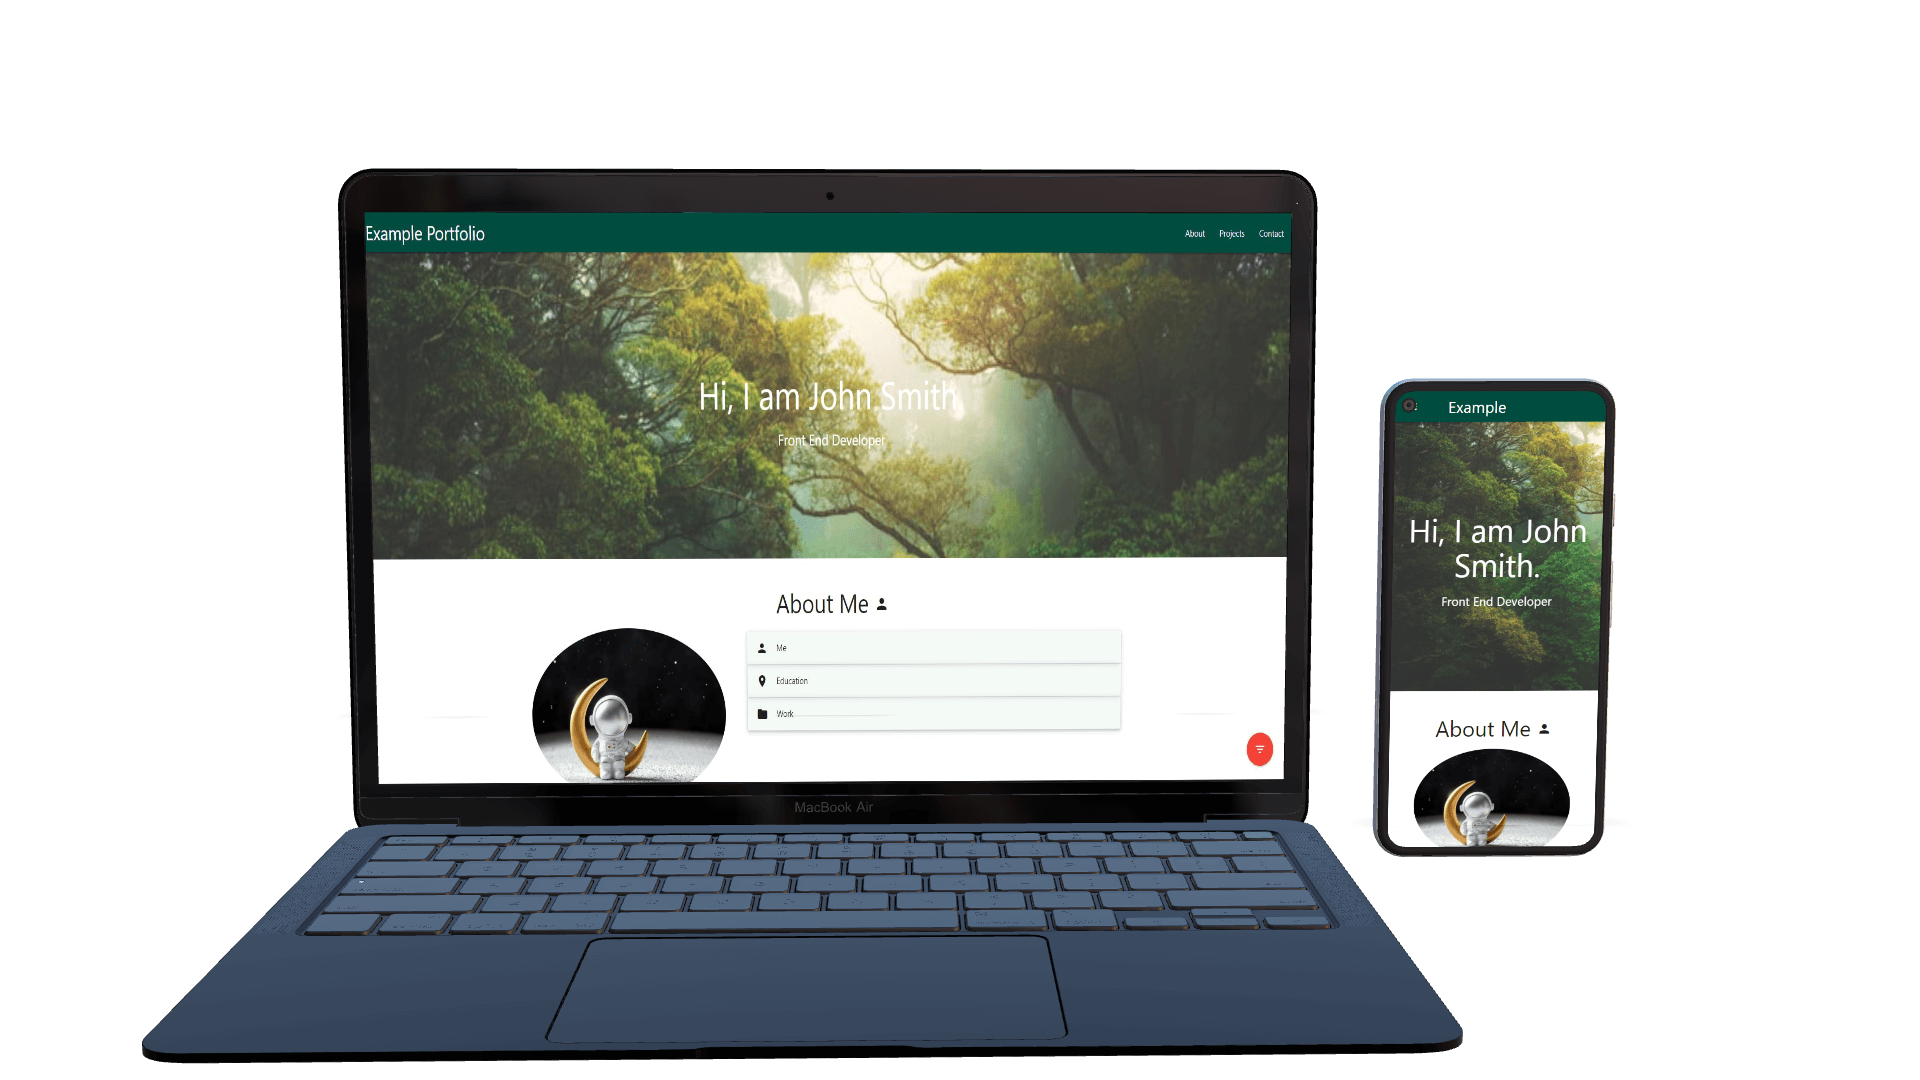 Example Portfolio
About Projects Contact
Hi, I am John Smith
Front End Developer
About Me
Me
Education
Work
MacBook Air
Example
Hi, I am John
Smith.
Front End Developer
About Me